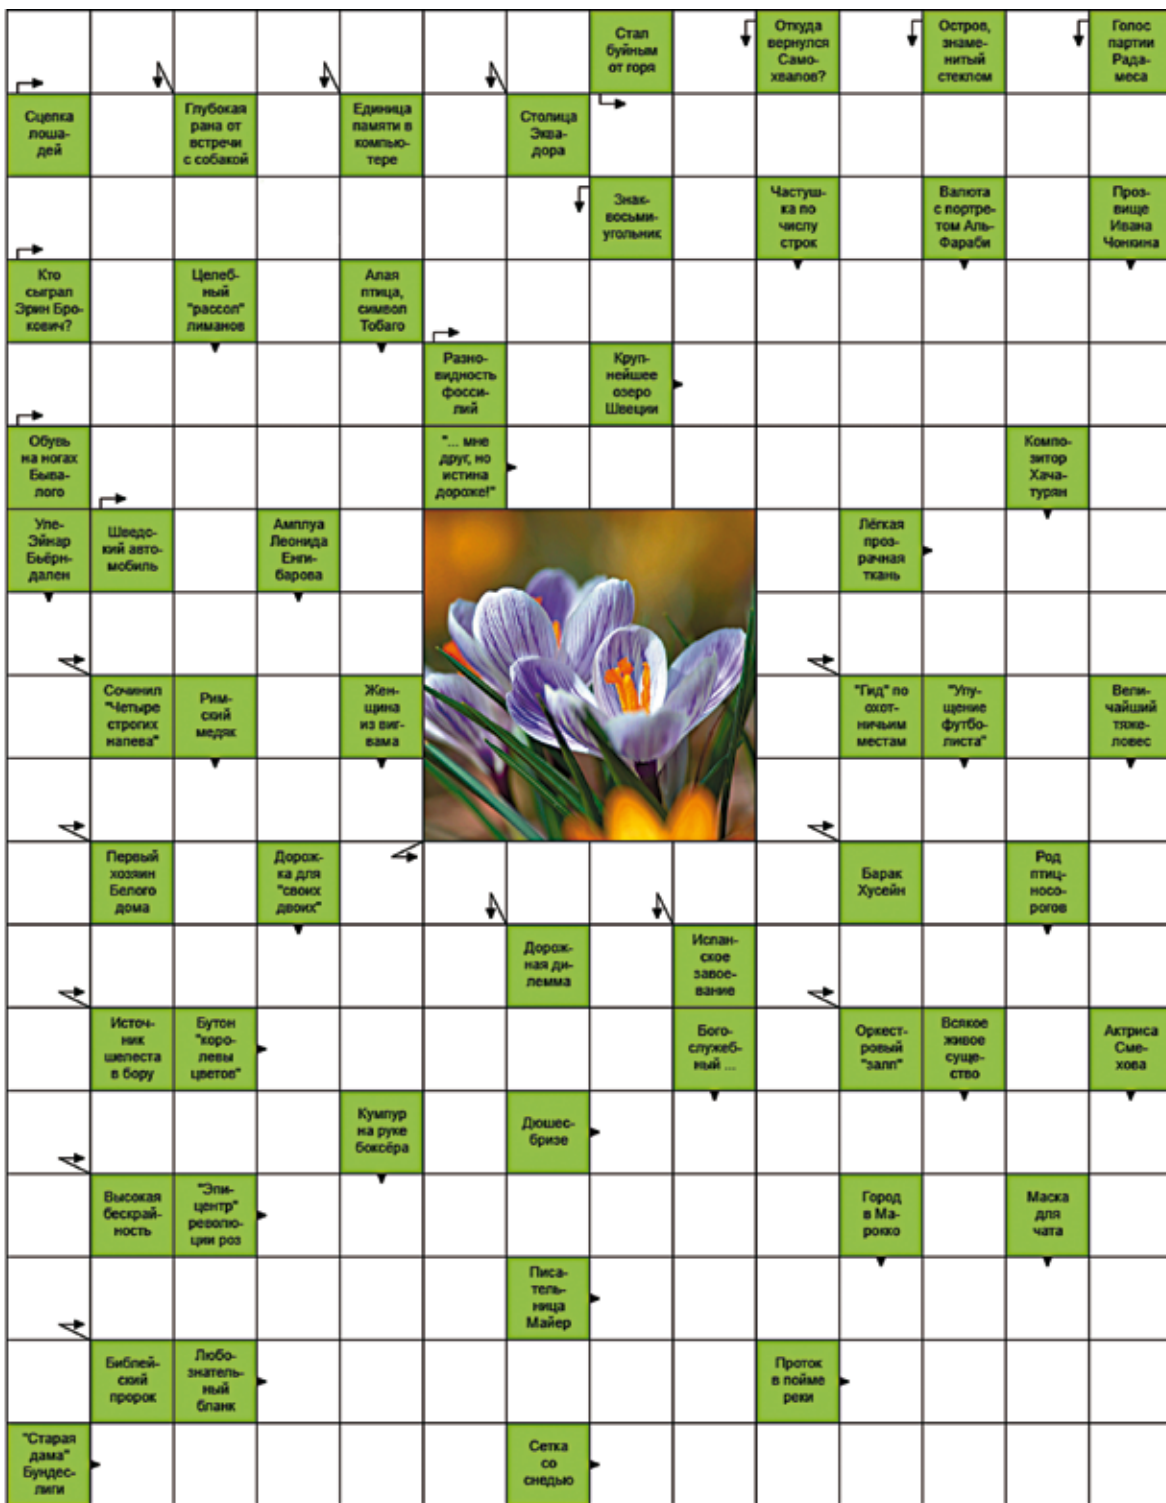 Стал
буйным
от горя
Откуда
вернулся
Само-
хвалов?
Остров,
знаме-
нитый
стеклом
Голос
партии
Рада-
меса
Сцепка
лоша-
дей
Глубокая
рана от
встречи
с собакой
Единица
памяти в
компью-
тере
Столица
Эква-
дора
Знак-
восьми-
угольник
Частуш-
ка по
числу
строк
Валюта
с портре-
том Аль-
Фараби
Проз-
вище
Ивана
Чонкина
Кто
сыграл
Эрин Бро-
кович?
Целеб-
ный
"рассол"
лиманов
Алая
птица,
символ
Тобаго
Разно-
видность
фосси-
лий
Круп-
нейшее
озеро
Швеции
Обувь
на ногах
Быва-
лого
"... мне
друг, но
истина
дороже!"
Компо-
зитор
Хача-
турян
Уле-
Эйнар
Бьёрн-
дален
Шведс-
кий авто-
мобиль
Амплуа
Леонида
Енги-
барова
Лёгкая
проз-
рачная
ткань
Сочинил
"Четыре
строгих
напева"
Рим-
ский
медяк
Жен-
щина
из виг-
вама
"Гид" по
охот-
ничьим
местам
"Упу-
щение
футбо-
листа"
Вели-
чайший
тяже-
ловес
Первый
хозяин
Белого
дома
Дорож-
ка для
"своих
двоих"
Барак
Хусейн
Род
птиц-
носо-
рогов
Дорож-
ная ди-
лемма
Испан-
ское
завое-
вание
Источ-
ник
шелеста
в бору
Бутон
"коро-
левы
цветов"
Бого-
служеб-
ный ...
Оркест-
ровый
"залп"
Всякое
живое
суще-
ство
Актриса
Сме-
хова
Кумпур
на руке
боксёра
Дюшес-
бризе
Высокая
бескрай-
ность
"Эпи-
центр"
револю-
ции роз
Город
в Ма-
рокко
Маска
для
чата
Писа-
тель-
ница
Майер
Библей-
ский
пророк
Любо-
знатель-
ный
бланк
Проток
в пойме
реки
"Старая
дама"
Бундес-
лиги
Сетка
со
снедью